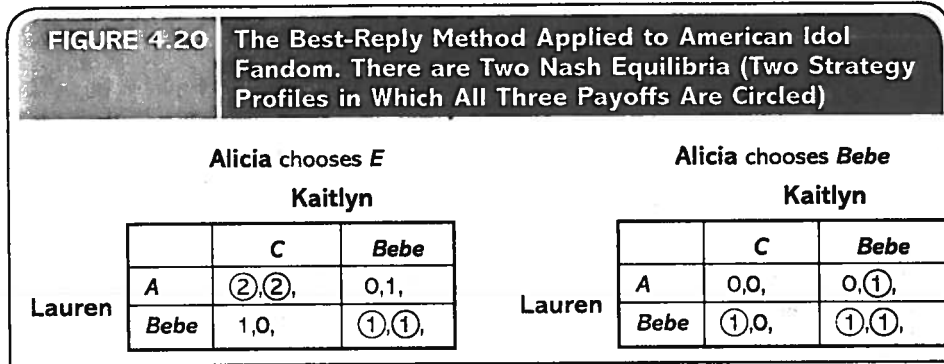 FIGURE 4.20
The Best-Reply Method Applied to American Idol
Fandom. There are Two Nash Equilibria (Two Strategy
Profiles in Which All Three Payoffs Are Circled)
Alicia chooses E
Kaitlyn
C Bebe
Lauren
A 2,2, 0,1,
Bebe 1,0, 1,1,
Alicia chooses Bebe
Kaitlyn
C Bebe
Lauren
A 0,0, 0,1,
Bebe 1,0, 1,1,